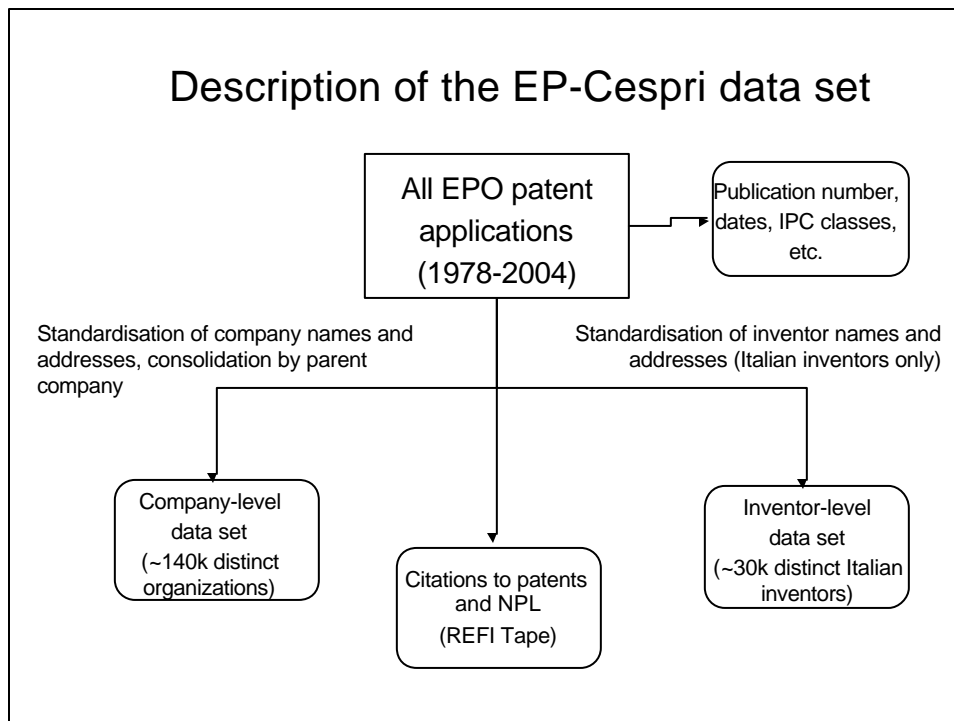 Description of the EP-Cespri data set
All EPO patent
applications
(1978-2004)
Publication number,
dates, IPC classes,
etc.
Standardisation of company names and
addresses, consolidation by parent
company
Standardisation of inventor names and
addresses (Italian inventors only)
Company-level
data set
(~140k distinct
organizations)
Citations to patents
and NPL
(REFI Tape)
Inventor-level
data set
(~30k distinct Italian
inventors)